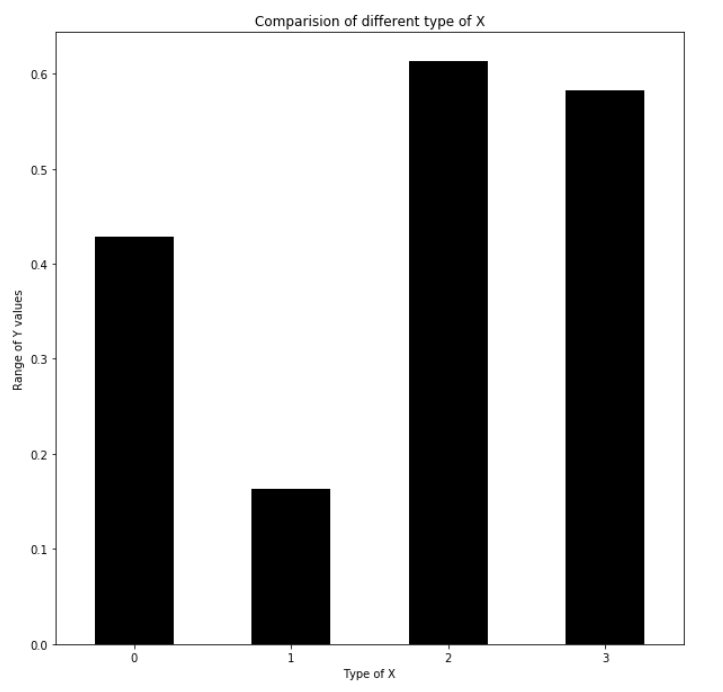 Comparision of different type of X
0.6
0.5
0.4
0.3
0.2
0.1
0.0
Range of Y values
0 1 2 3
Type of X